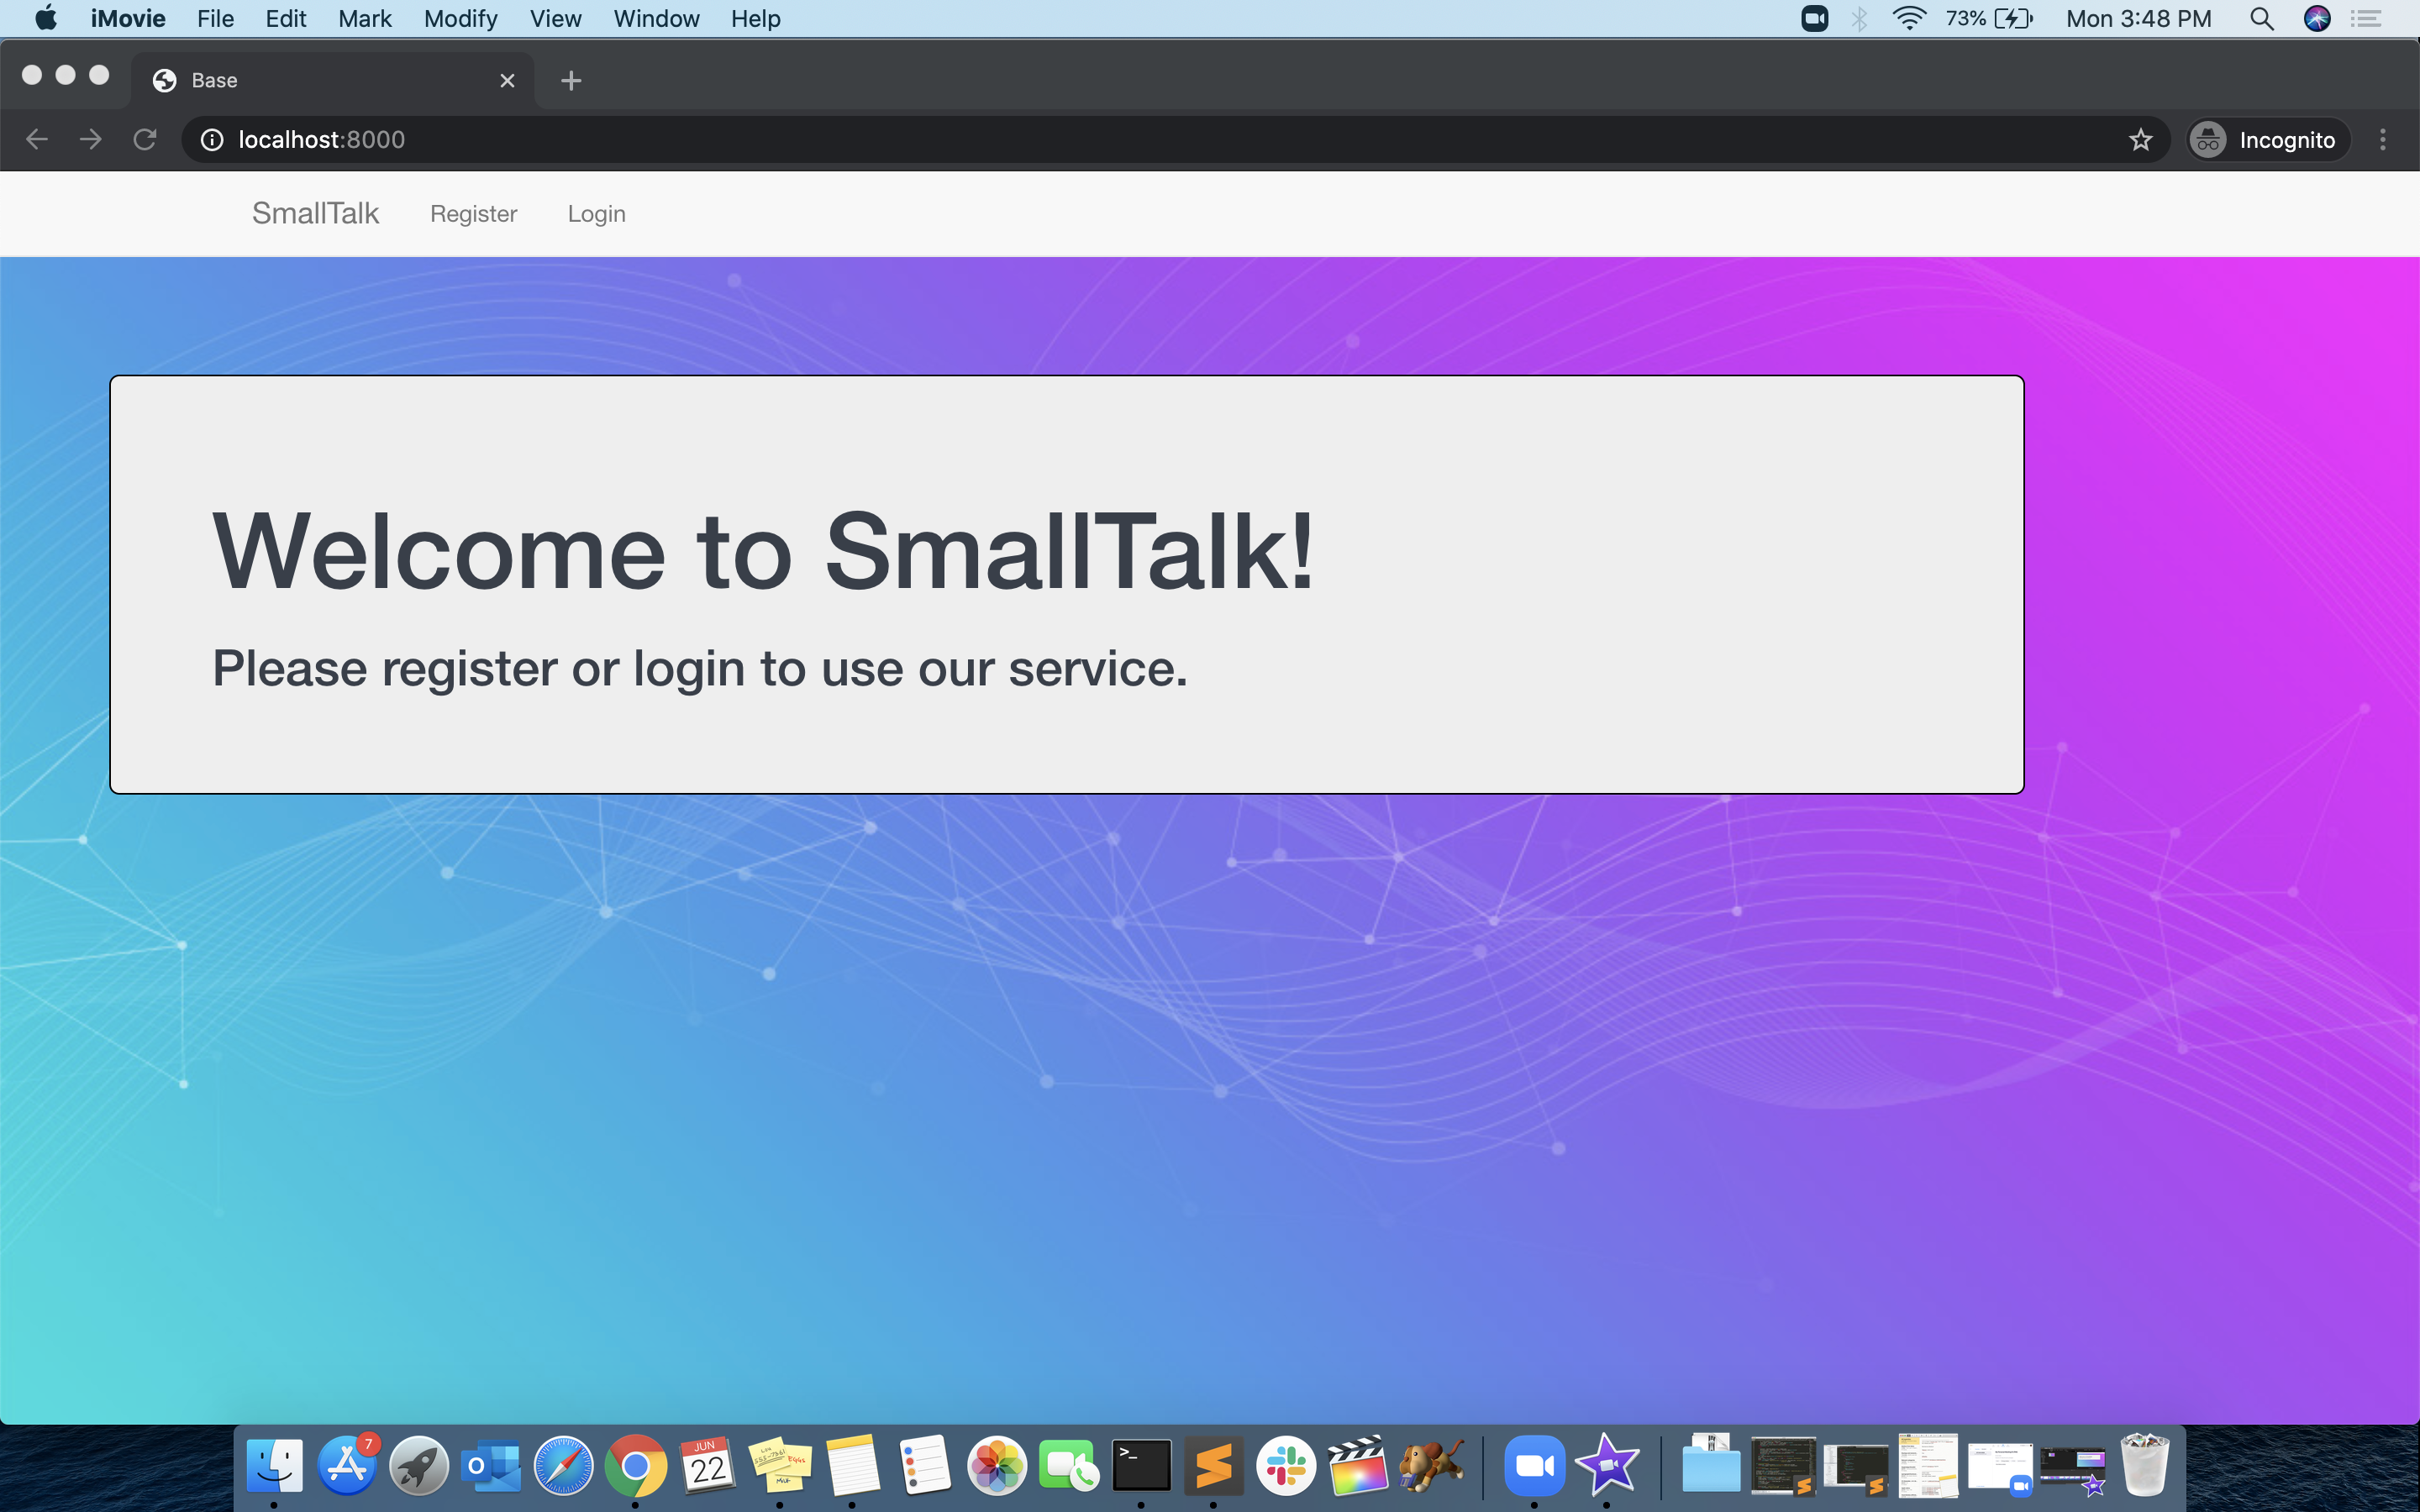 iMovie File Edit Mark Modify View Window Help 73% Mon 3:48 PM
Base
localhost:8000 Incognito
SmallTalk Register Login
Welcome to SmallTalk!
Please register or login to use our service.
7
JUN
22